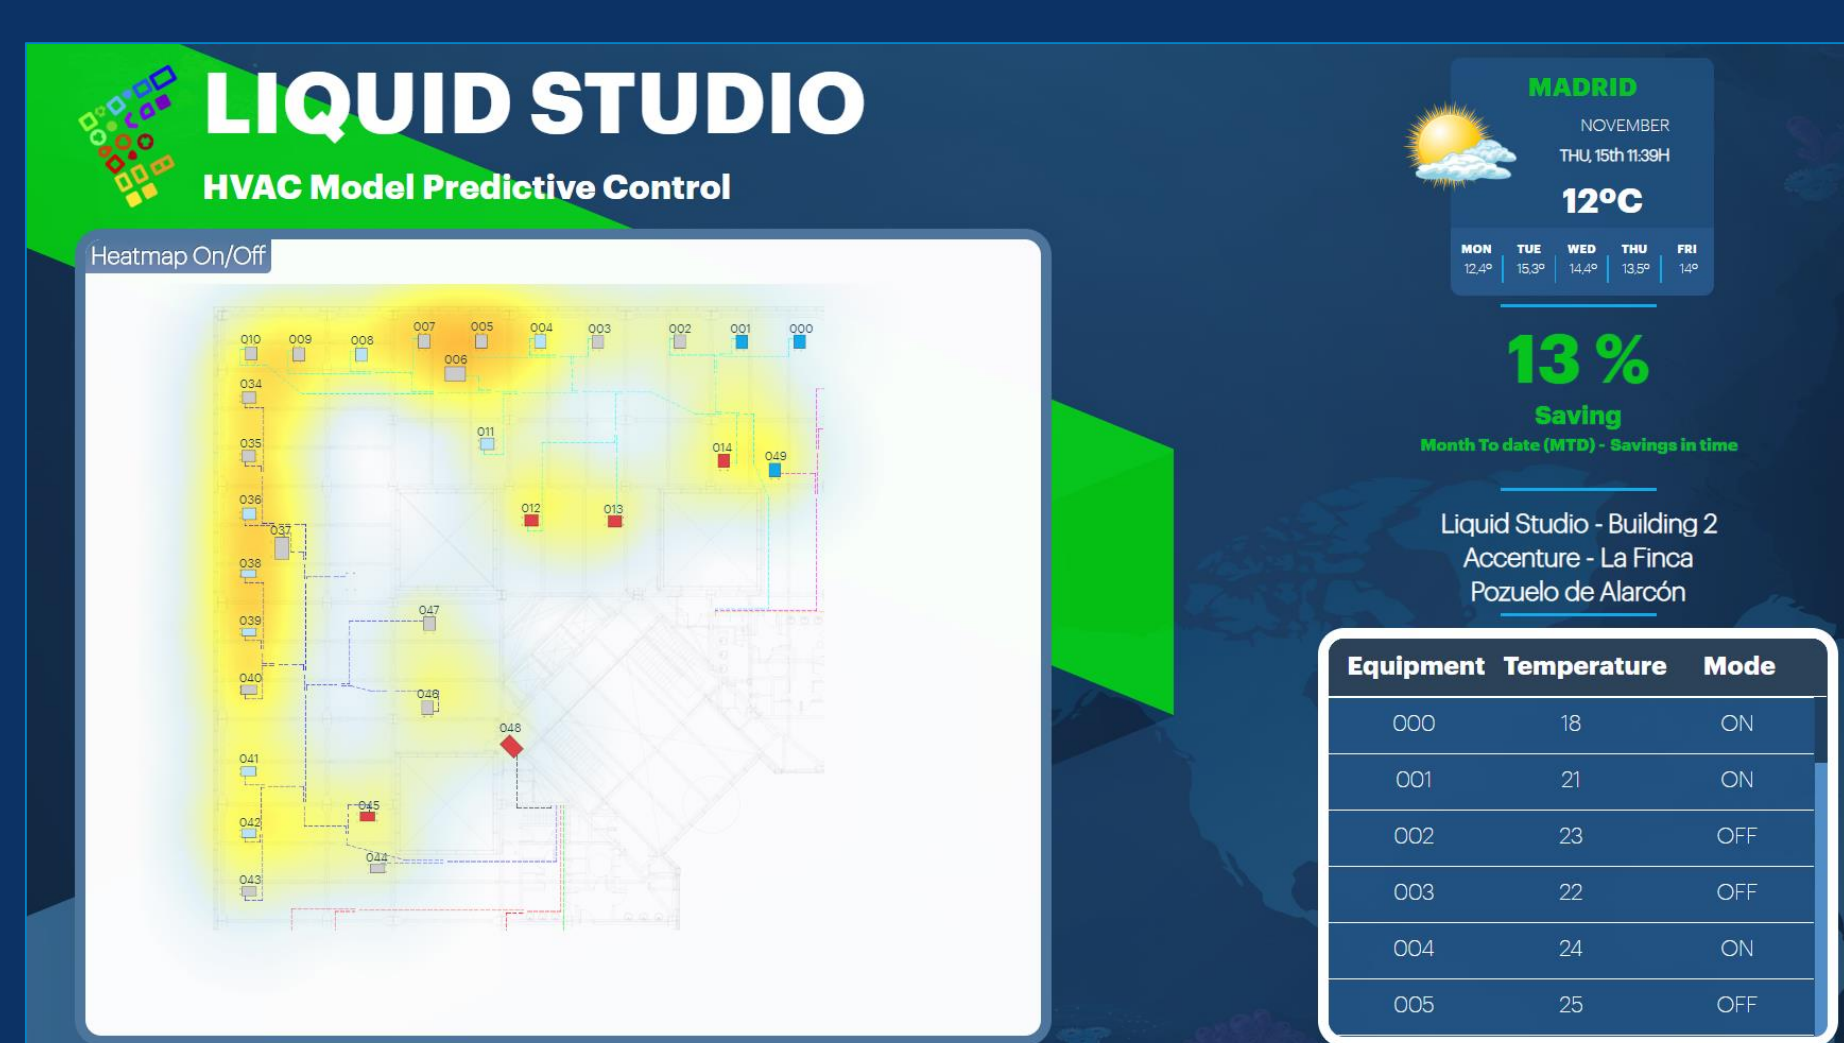 LIQUID STUDIO
HVAC Model Predictive Control
MADRID
NOVEMBER
THU, 15th 11:39H
12ºC
MON TUE WED THU FRI
12,4º 15,3º 14,4º 13,5º 14º
13 %
Saving
Month To date (MTD) - Savings in time
Liquid Studio - Building 2
Accenture - La Finca
Pozuelo de Alarcón
Heatmap On/Off
010 009 008 007 005 004 003 002 001 000
006
034
011
035
014
049
036
012 013
037
038
047
039
040
046
048
041
045
042
044
043
Equipment Temperature Mode
000 18 ON
001 21 ON
002 23 OFF
003 22 OFF
004 24 ON
005 25 OFF